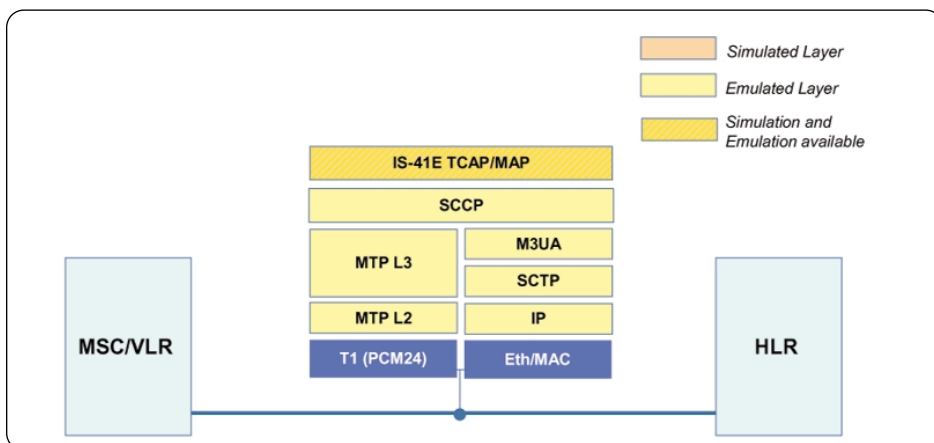 Simulated Layer
Emulated Layer
Simulation and
Emulation available
IS-41E TCAP/MAP
SCCP
MTP L3
M3UA
SCTP
MTP L2
IP
T1 (PCM24)
Eth/MAC
MSC/VLR
HLR